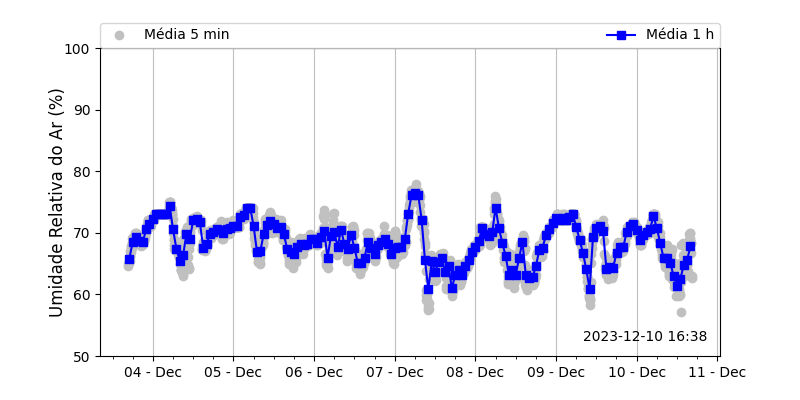 Média 5 min
Média 1 h
100
90
80
70
60
50
Umidade Relativa do Ar (%)
2023-12-10 16:38
04 - Dec
05 - Dec
06 - Dec
07 - Dec
08 - Dec
09 - Dec
10 - Dec
11 - Dec